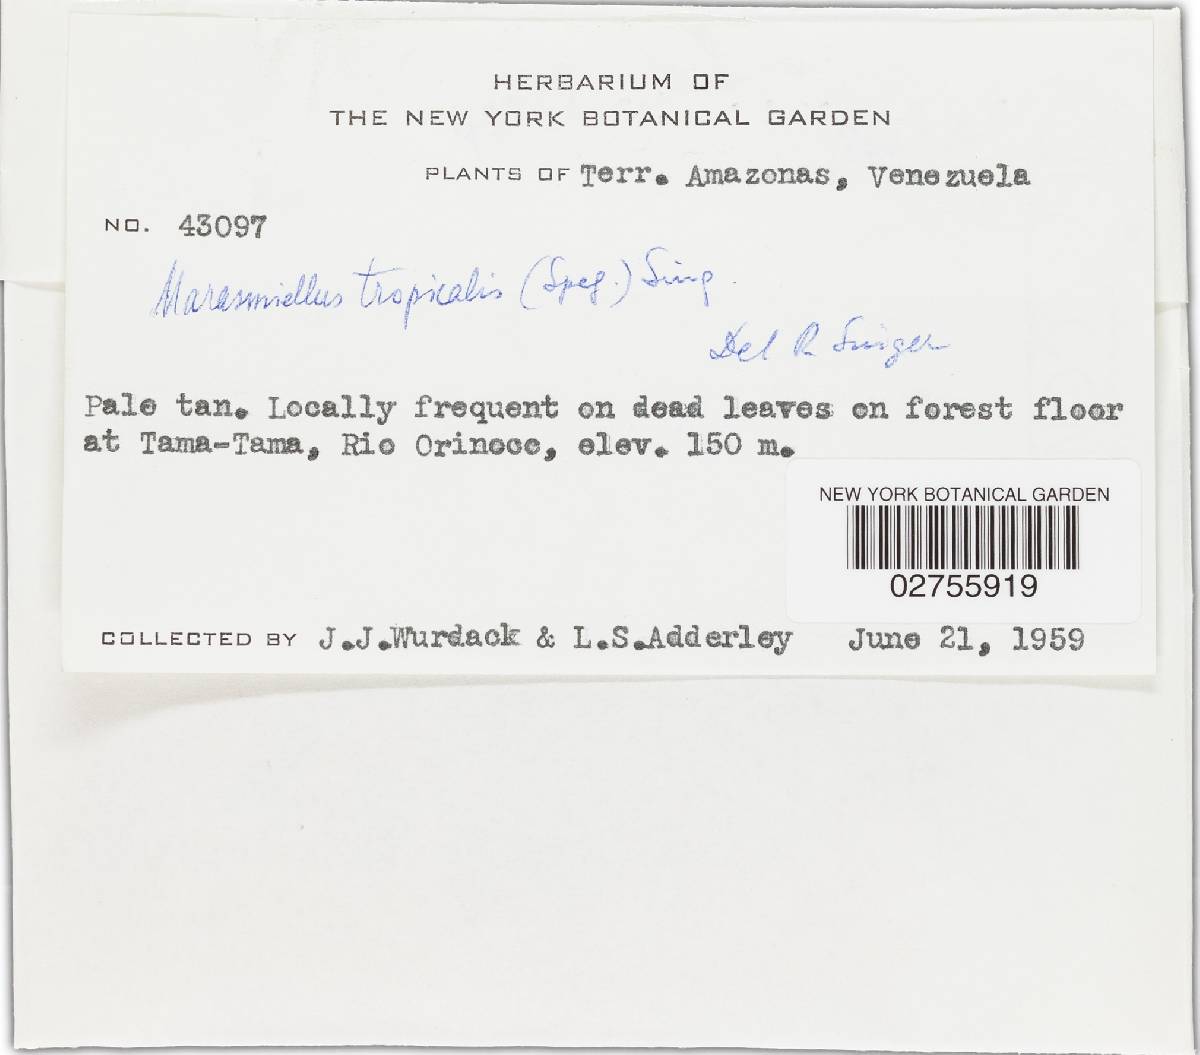 HERBARIUM OF
THE NEW YORK BOTANICAL GARDEN
PLANTS OF Terr. Amazonas, Venezuela
NO. 43097
Marasmiellus tropicalis (Speg.) Sing.
Det R Singer
Pale tan. Locally frequent on dead leaves on forest floor
at Tama-Tama, Rio Orinoco, elev. 150 m.
NEW YORK BOTANICAL GARDEN
02755919
COLLECTED BY J.J.Wurdack & L.S.Adderley June 21, 1959